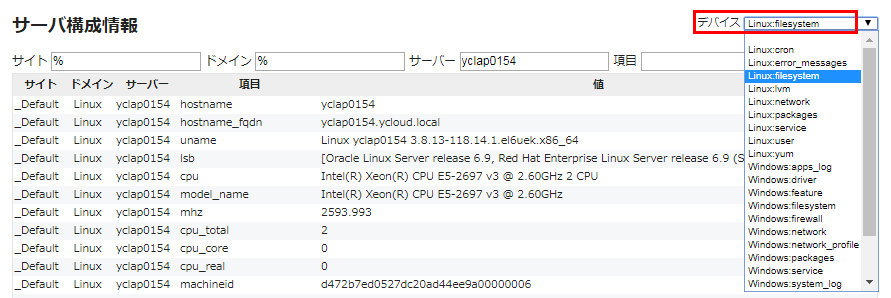 サーバ構成情報
デバイス Linux:filesystem ▼
サイト % ドメイン % サーバー yclap0154 項目
サイト ドメイン サーバー 項目 値
_Default Linux yclap0154 hostname yclap0154
_Default Linux yclap0154 hostname_fqdn yclap0154.ycloud.local
_Default Linux yclap0154 uname Linux yclap0154 3.8.13-118.14.1.el6uek.x86_64
_Default Linux yclap0154 lsb [Oracle Linux Server release 6.9, Red Hat Enterprise Linux Server release 6.9 (S
_Default Linux yclap0154 cpu Intel(R) Xeon(R) CPU E5-2697 v3 @ 2.60GHz 2 CPU
_Default Linux yclap0154 model_name Intel(R) Xeon(R) CPU E5-2697 v3 @ 2.60GHz
_Default Linux yclap0154 mhz 2593.993
_Default Linux yclap0154 cpu_total 2
_Default Linux yclap0154 cpu_core 0
_Default Linux yclap0154 cpu_real 0
_Default Linux yclap0154 machineid d472b7ed0527dc20ad44ee9a00000006
Linux:cron
Linux:error_messages
Linux:filesystem
Linux:lvm
Linux:network
Linux:packages
Linux:service
Linux:user
Linux:yum
Windows:apps_log
Windows:driver
Windows:feature
Windows:filesystem
Windows:firewall
Windows:network
Windows:network_profile
Windows:packages
Windows:service
Windows:system_log